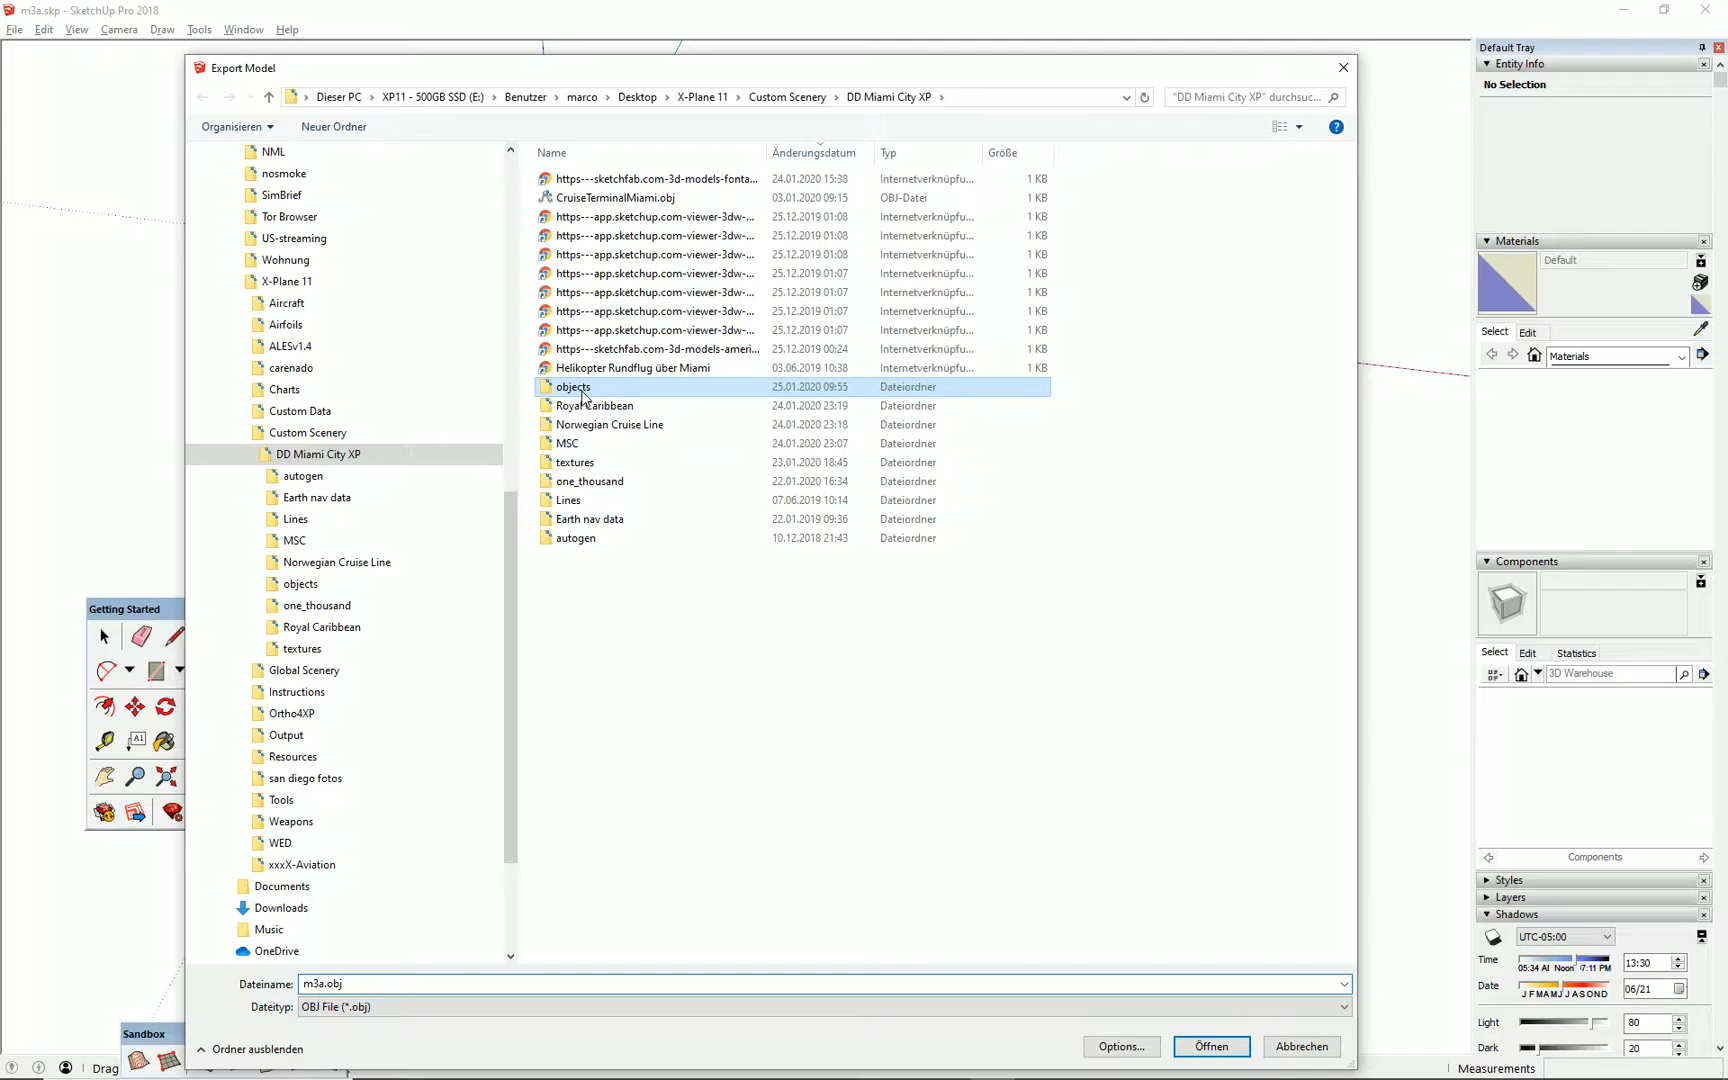 m3a.skp - SketchUp Pro 2018
File Edit View Camera Draw Tools Window Help
Export Model
Dieser PC > XP11 - 500GB SSD (E:) > Benutzer > marco > Desktop > X-Plane 11 > Custom Scenery > DD Miami City XP >
"DD Miami City XP" durchsuc...
Organisieren Neuer Ordner
NML
nosmoke
SimBrief
Tor Browser
US-streaming
Wohnung
X-Plane 11
Aircraft
Airfoils
ALESv1.4
carenado
Charts
Custom Data
Custom Scenery
DD Miami City XP
autogen
Earth nav data
Lines
MSC
Norwegian Cruise Line
objects
one_thousand
Royal Caribbean
textures
Global Scenery
Instructions
Ortho4XP
Output
Resources
san diego fotos
Tools
Weapons
WED
xxxX-Aviation
Documents
Downloads
Music
OneDrive
Name Änderungsdatum Typ Größe
https---sketchfab.com-3d-models-fonta... 24.01.2020 15:38 Internetverknüpfu... 1 KB
CruiseTerminalMiami.obj 03.01.2020 09:15 OBJ-Datei 1 KB
https---app.sketchup.com-viewer-3dw-... 25.12.2019 01:08 Internetverknüpfu... 1 KB
https---app.sketchup.com-viewer-3dw-... 25.12.2019 01:08 Internetverknüpfu... 1 KB
https---app.sketchup.com-viewer-3dw-... 25.12.2019 01:08 Internetverknüpfu... 1 KB
https---app.sketchup.com-viewer-3dw-... 25.12.2019 01:07 Internetverknüpfu... 1 KB
https---app.sketchup.com-viewer-3dw-... 25.12.2019 01:07 Internetverknüpfu... 1 KB
https---app.sketchup.com-viewer-3dw-... 25.12.2019 01:07 Internetverknüpfu... 1 KB
https---app.sketchup.com-viewer-3dw-... 25.12.2019 01:07 Internetverknüpfu... 1 KB
https---sketchfab.com-3d-models-ameri... 25.12.2019 00:24 Internetverknüpfu... 1 KB
Helikopter Rundflug über Miami 03.06.2019 10:38 Internetverknüpfu... 1 KB
objects 25.01.2020 09:55 Dateiordner
Royal Caribbean 24.01.2020 23:19 Dateiordner
Norwegian Cruise Line 24.01.2020 23:18 Dateiordner
MSC 24.01.2020 23:07 Dateiordner
textures 23.01.2020 18:45 Dateiordner
one_thousand 22.01.2020 16:34 Dateiordner
Lines 07.06.2019 10:14 Dateiordner
Earth nav data 22.01.2019 09:36 Dateiordner
autogen 10.12.2018 21:43 Dateiordner
Dateiname: m3a.obj
Dateityp: OBJ File (*.obj)
Ordner ausblenden
Options... Öffnen Abbrechen
Getting Started
A1
Sandbox
Drag
Default Tray
Entity Info
No Selection
Materials
Default
Select Edit
Materials
Components
Select Edit Statistics
3D Warehouse
Components
Styles
Layers
Shadows
UTC-05:00
Time 05:34 AM Noon 07:11 PM 13:30
Date J F M A M J J A S O N D 06/21
Light 80
Dark 20
Measurements